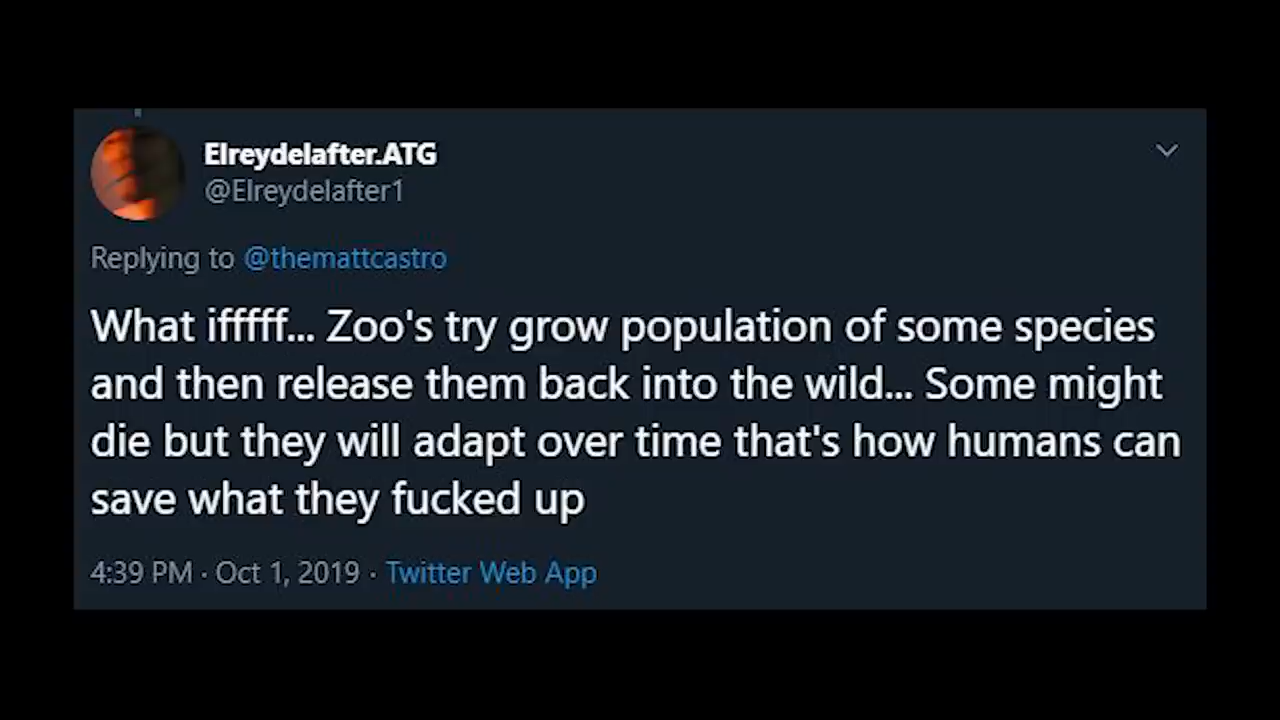 Elreydelafter.ATG
@Elreydelafter1
Replying to @themattcastro
What ifffff... Zoo's try grow population of some species
and then release them back into the wild... Some might
die but they will adapt over time that's how humans can
save what they fucked up
4:39 PM · Oct 1, 2019 · Twitter Web App